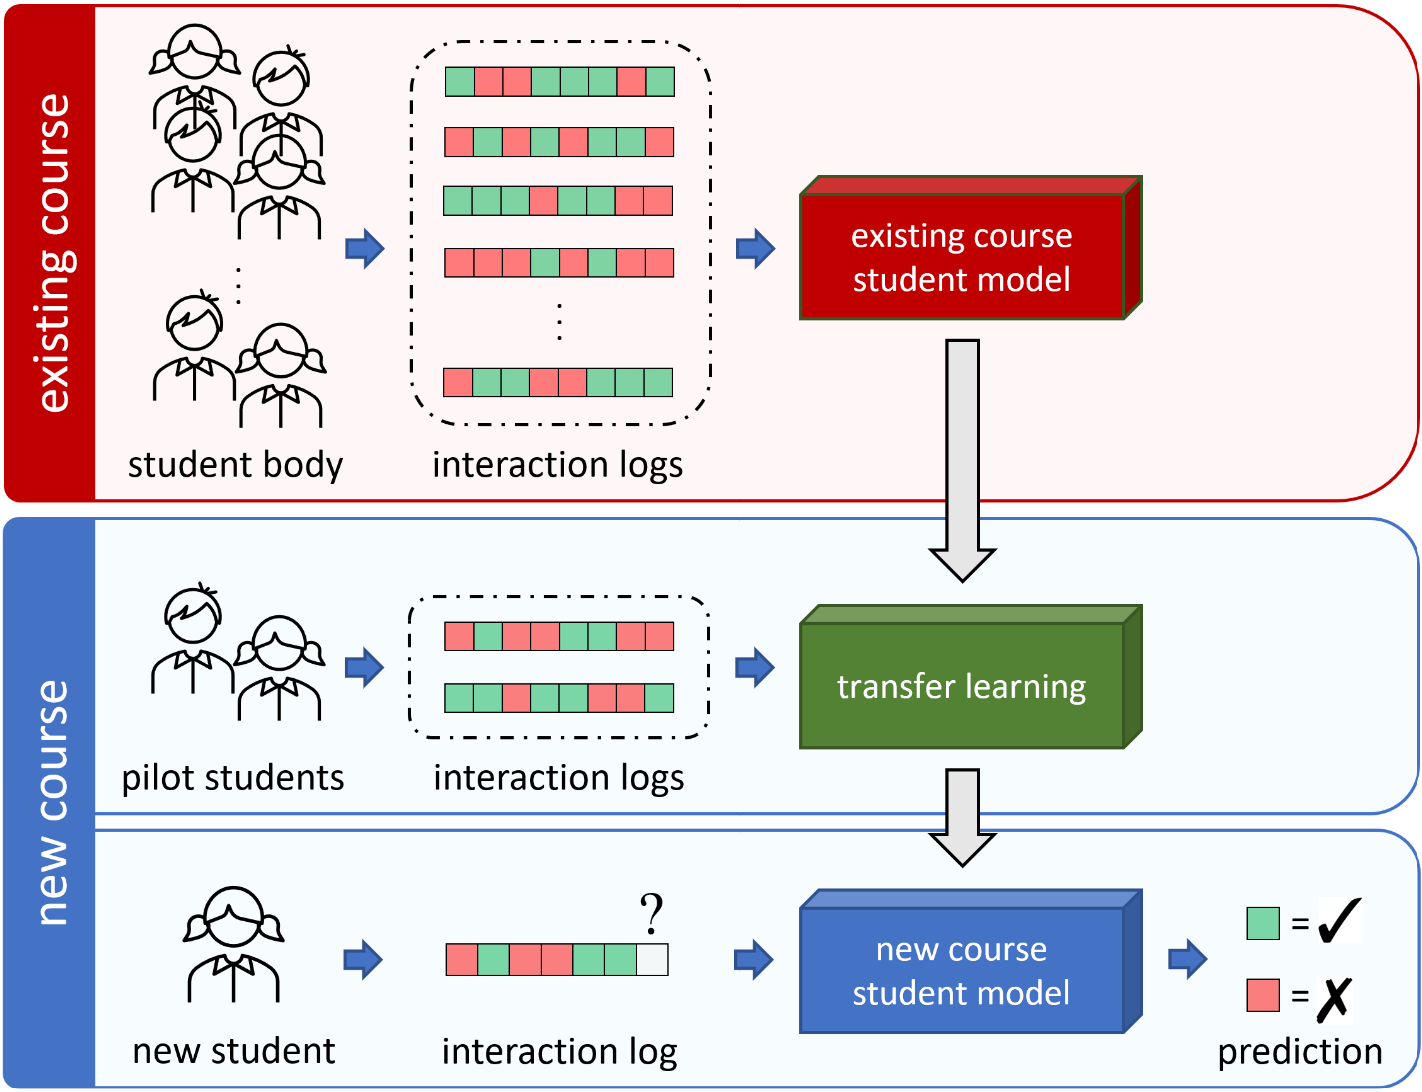 existing course
student body
interaction logs
existing course
student model
new course
pilot students
interaction logs
transfer learning
new student
?
interaction log
new course
student model
= ✓
= ✗
prediction